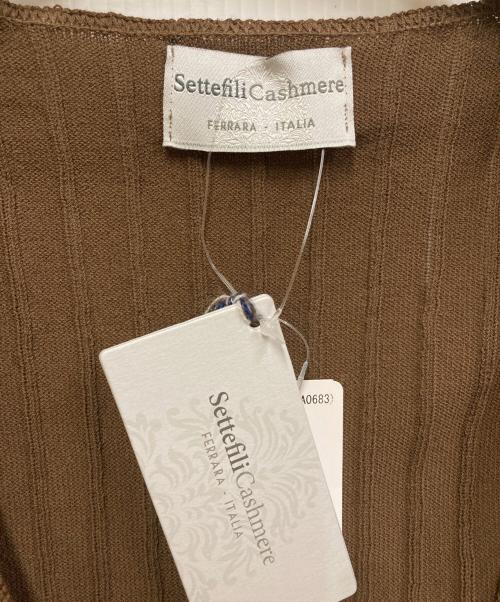 SettefiliCashmere
FERRARA - ITALIA
A0683)
SettefiliCashmere
FERRARA - ITALIA